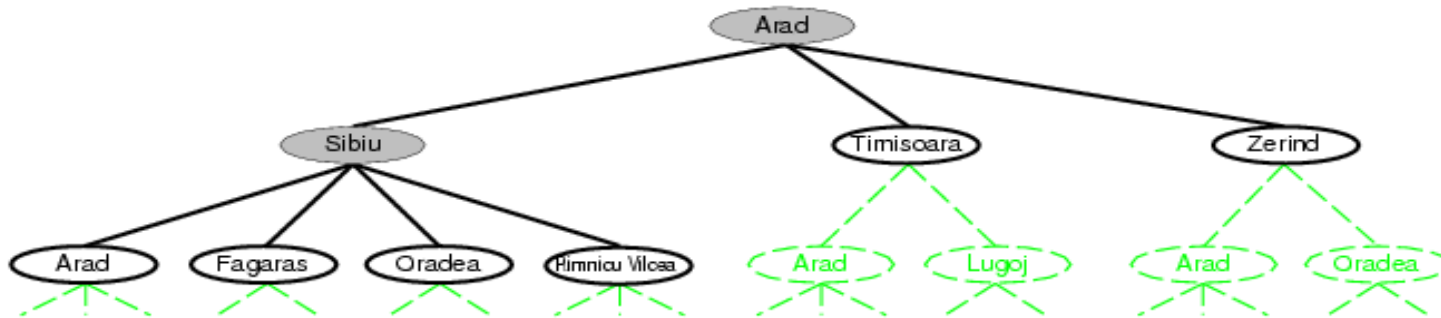 Arad
Sibiu
Timisoara
Zerind
Arad
Fagaras
Oradea
Rimnicu Vilcea
Arad
Lugoj
Arad
Oradea